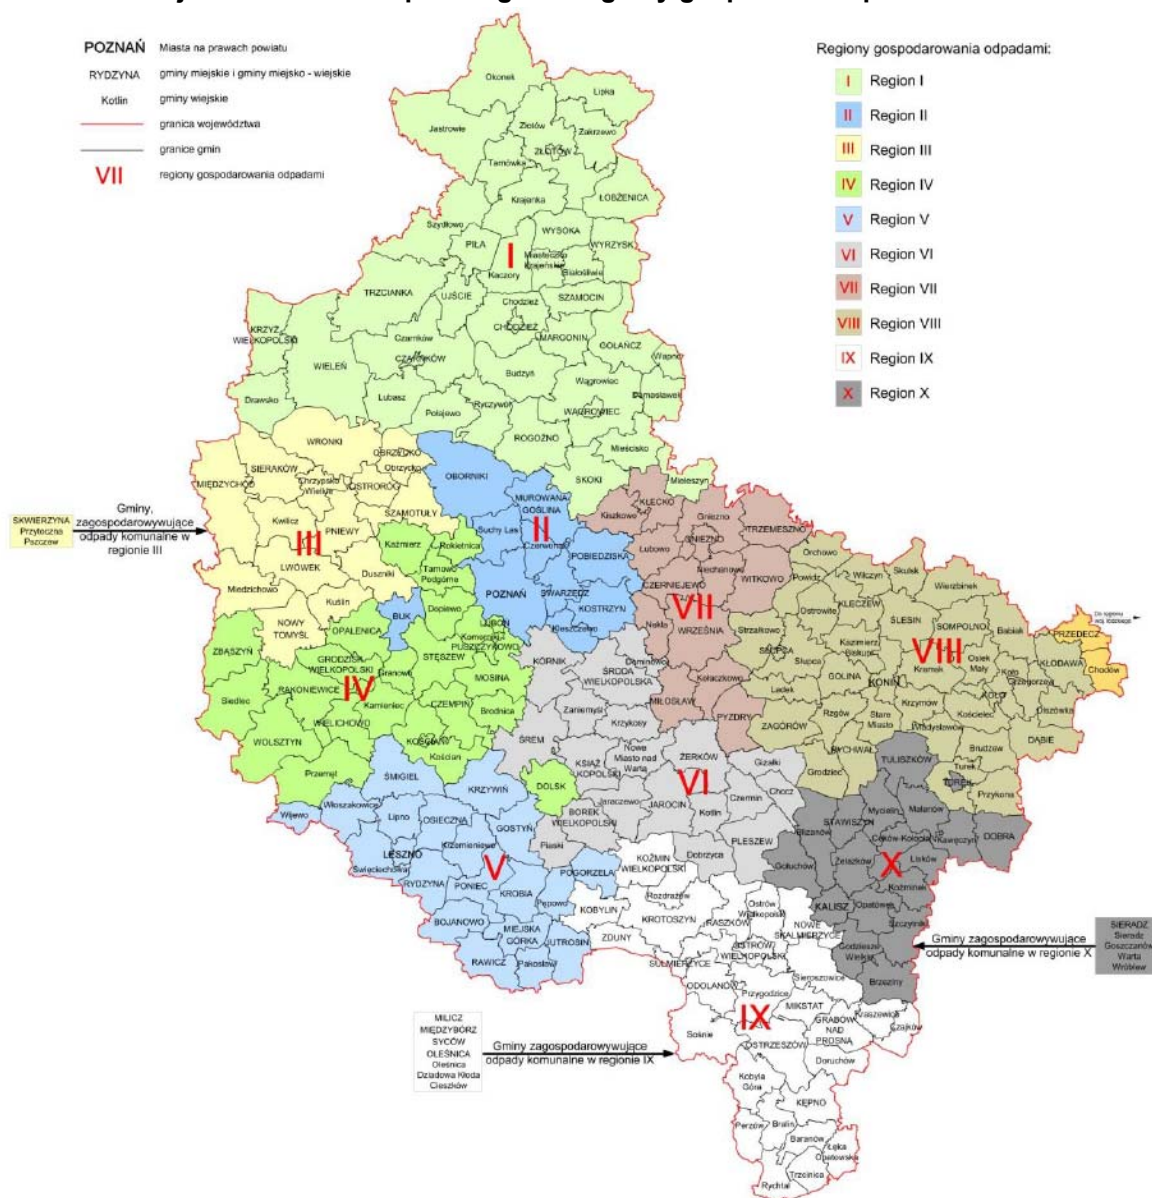 POZNAŃ Miasta na prawach powiatu
RYDZYNA gminy miejskie i gminy miejsko - wiejskie
Kotlin gminy wiejskie
granica województwa
granice gmin
VII regiony gospodarowania odpadami
Regiony gospodarowania odpadami:
I Region I
II Region II
III Region III
IV Region IV
V Region V
VI Region VI
VII Region VII
VIII Region VIII
IX Region IX
X Region X
Okonek
Lipka
Jastrowie
Złotów
Zakrzewo
ZŁOTÓW
Tarnówka
Krajenka
ŁOBŻENICA
Szydłowo
PIŁA
WYSOKA
WYRZYSK
I
Miasteczko
Krajeńskie
Białośliwie
Kaczory
TRZCIANKA
UJŚCIE
Chodzież
SZAMOCIN
CHODZIEŻ
MARGONIN
GOŁAŃCZ
KRZYŻ
WIELKOPOLSKI
Czarnków
CZARNKÓW
WIELEŃ
Wapno
Budzyń
Wągrowiec
Damasławek
Drawsko
Lubasz
Połajewo
Ryczywół
WĄGROWIEC
ROGOŹNO
Mieścisko
SKOKI
Mieleszyn
WRONKI
OBRZYCKO
Obrzycko
SIERAKÓW
MIĘDZYCHÓD
Chrzypsko
Wielkie
OSTRORÓG
SZAMOTUŁY
Kwilcz
PNIEWY
III
LWÓWEK
Duszniki
Miedzichowo
Kuślin
NOWY
TOMYŚL
SKWIERZYNA
Przytoczna
Pszczew
Gminy,
zagospodarowywujące
odpady komunalne w
regionie III
OBORNIKI
MUROWANA
GOŚLINA
II
Suchy Las
Czerwonak
POBIEDZISKA
POZNAŃ
SWARZĘDZ
KOSTRZYN
Kleszczewo
BUK
Kaźmierz
Rokietnica
Tarnowo
Podgórne
Dopiewo
LUBOŃ
Komorniki
PUSZCZYKOWO
OPALENICA
ZBĄSZYŃ
GRODZISK
WIELKOPOLSKI
Granowo
STĘSZEW
MOSINA
Siedlec
RAKONIEWICE
IV
Kamieniec
CZEMPIŃ
Brodnica
WIELICHOWO
WOLSZTYN
KOŚCIAN
Kościan
Przemęt
DOLSK
KŁECKO
Kiszkowo
Gniezno
TRZEMESZNO
Łubowo
GNIEZNO
Niechanowo
CZERNIEJEWO
WITKOWO
VII
Nekla
WRZEŚNIA
Kołaczkowo
MIŁOSŁAW
PYZDRY
Orchowo
Wilczyn
Skulsk
Wierzbinek
Powidz
KLECZEW
Ostrowite
ŚLESIN
SOMPOLNO
Strzałkowo
SŁUPCA
Kazimierz
Biskupi
Słupca
Kramsk
VIII
Babiak
Osiek
Mały
GOLINA
KONIN
Koło
KOŁO
Grzegorzew
KŁODAWA
PRZEDECZ
Chodów
Olszówka
Lądek
Krzymów
ZAGÓRÓW
Rzgów
Stare
Miasto
Kościelec
Władysławów
DĄBIE
RYCHWAŁ
Brudzew
Grodziec
Turek
TUREK
Przykona
Do regionu
woj. łódzkiego
KÓRNIK
Dominowo
ŚRODA
WIELKOPOLSKA
Zaniemyśl
Krzykosy
ŚREM
KSIĄŻ
WLKOPOLSKI
Nowe
Miasto nad
Wartą
ŻERKÓW
Gizałki
VI
Chocz
Jaraczewo
JAROCIN
Kotlin
Czermin
BOREK
WIELKOPOLSKI
Piaski
PLESZEW
Dobrzyca
ŚMIGIEL
KRZYWIŃ
Wijewo
Włoszakowice
Lipno
OSIECZNA
GOSTYŃ
LESZNO
Krzemieniewo
Święciechowa
V
POGORZELA
RYDZYNA
PONIEC
KROBIA
Pępowo
BOJANOWO
MIEJSKA
GÓRKA
JUTROSIN
RAWICZ
Pakosław
TULISZKÓW
Mycielin
Malanów
STAWISZYN
Blizanów
Ceków-Kolonia
Kawęczyn
DOBRA
Gołuchów
Żelazków
X
Lisków
Koźminek
KALISZ
Opatówek
Szczytniki
Godziesze
Wielkie
Brzeziny
Gminy zagospodarowywujące
odpady komunalne w regionie X
SIERADZ
Sieradz
Goszczanów
Warta
Wróblew
KOŹMIN
WIELKOPOLSKI
Rozdrażew
KOBYLIN
KROTOSZYN
Ostrów
Wielkopolski
RASZKÓW
NOWE
SKALMIERZYCE
ZDUNY
OSTRÓW
WIELKOPOLSKI
SULMIERZYCE
Sieroszewice
ODOLANÓW
Przygodzice
MIKSTAT
IX
Sośnie
GRABÓW
NAD
PROSNĄ
Kraszewice
Czajków
OSTRZESZÓW
Doruchów
Kobyla
Góra
KĘPNO
Perzów
Bralin
Baranów
Łęka
Opatowska
Trzcinica
Rychtal
MILICZ
MIĘDZYBÓRZ
SYCÓW
OLEŚNICA
Oleśnica
Dziadowa Kłoda
Cieszków
Gminy zagospodarowywujące
odpady komunalne w regionie IX